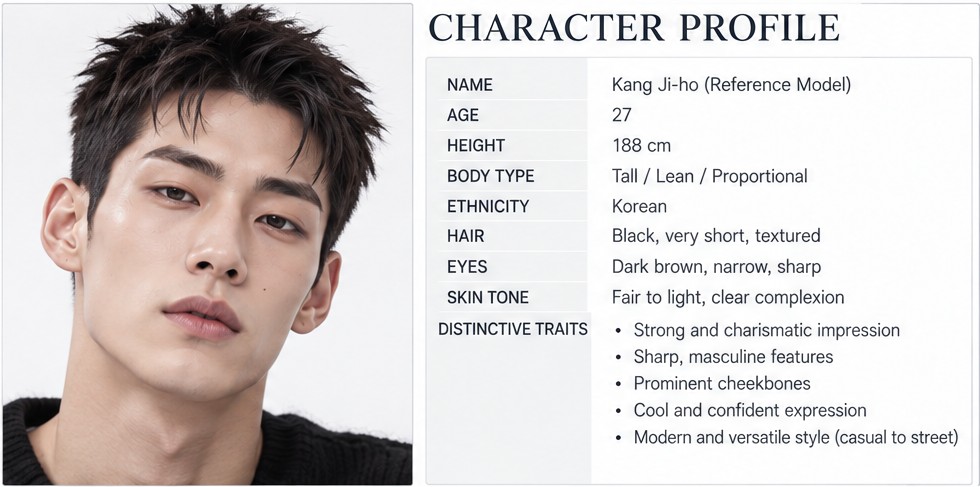 CHARACTER PROFILE
NAME Kang Ji-ho (Reference Model)
AGE 27
HEIGHT 188 cm
BODY TYPE Tall / Lean / Proportional
ETHNICITY Korean
HAIR Black, very short, textured
EYES Dark brown, narrow, sharp
SKIN TONE Fair to light, clear complexion
DISTINCTIVE TRAITS • Strong and charismatic impression
• Sharp, masculine features
• Prominent cheekbones
• Cool and confident expression
• Modern and versatile style (casual to street)